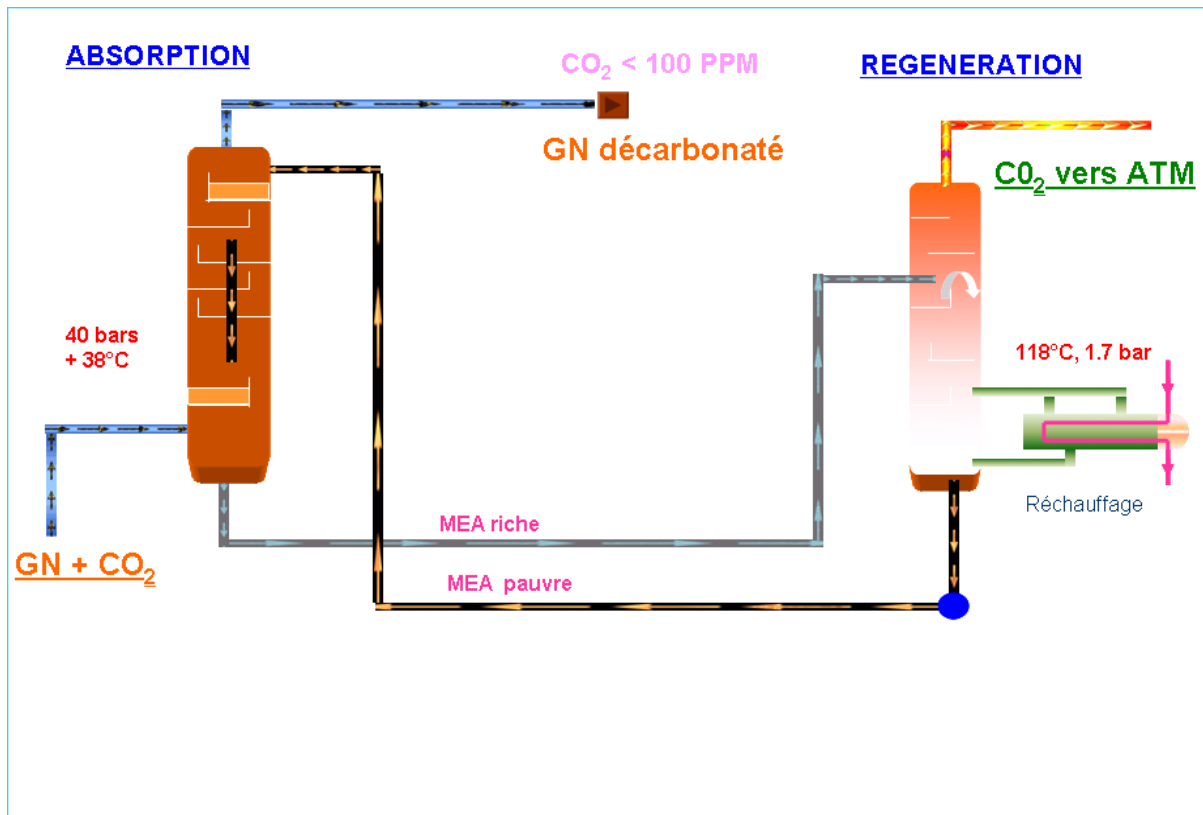 ABSORPTION
CO₂ < 100 PPM
REGENERATION
GN décarbonaté
C0₂ vers ATM
40 bars
+ 38°C
118°C, 1.7 bar
Réchauffage
MEA riche
GN + CO₂
MEA pauvre